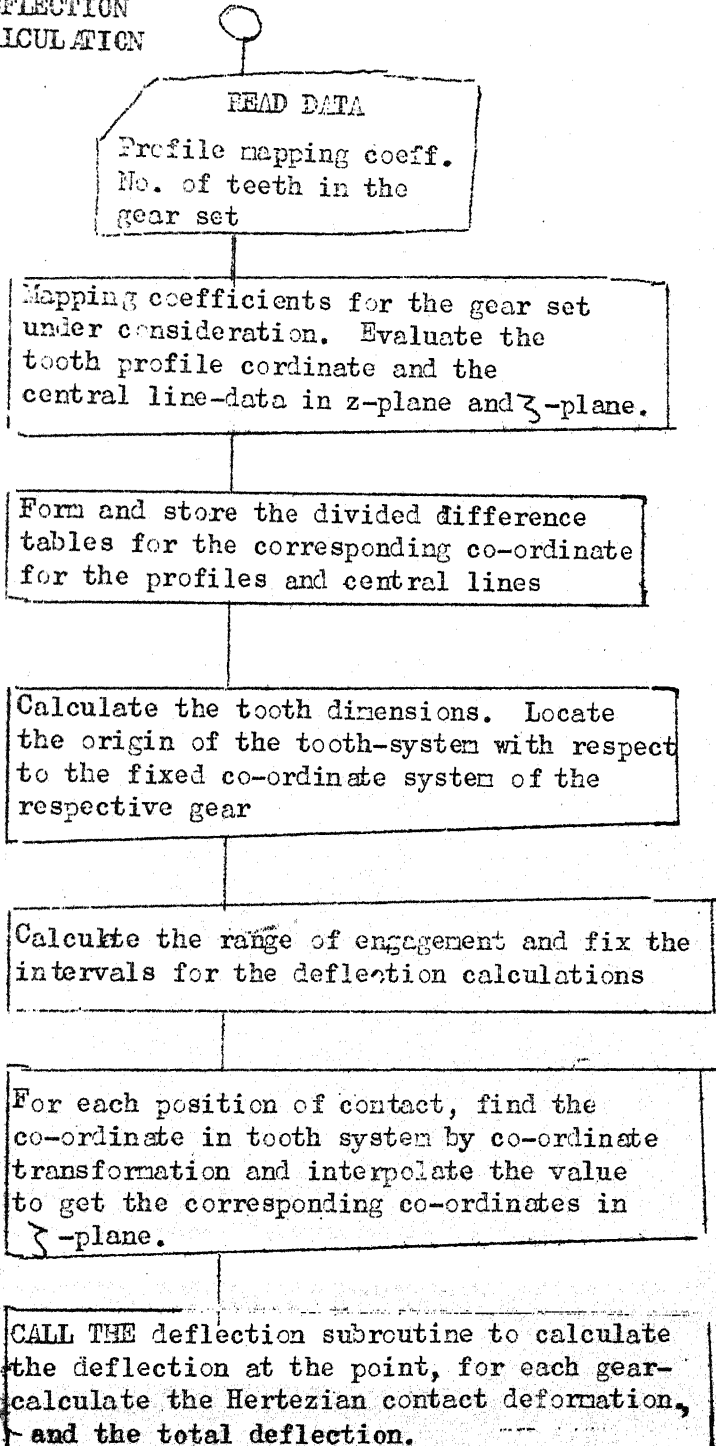 FLECTION
LCULATION
READ DATA
Profile mapping coeff.
No. of teeth in the
gear set
Mapping coefficients for the gear set
under consideration. Evaluate the
tooth profile cordinate and the
central line-data in z-plane and ζ-plane.
Form and store the divided difference
tables for the corresponding co-ordinate
for the profiles and central lines
Calculate the tooth dimensions. Locate
the origin of the tooth-system with respect
to the fixed co-ordinate system of the
respective gear
Calculate the range of engagement and fix the
intervals for the deflection calculations
For each position of contact, find the
co-ordinate in tooth system by co-ordinate
transformation and interpolate the value
to get the corresponding co-ordinates in
ζ-plane.
CALL THE deflection subroutine to calculate
the deflection at the point, for each gear-
calculate the Hertezian contact deformation,
and the total deflection.